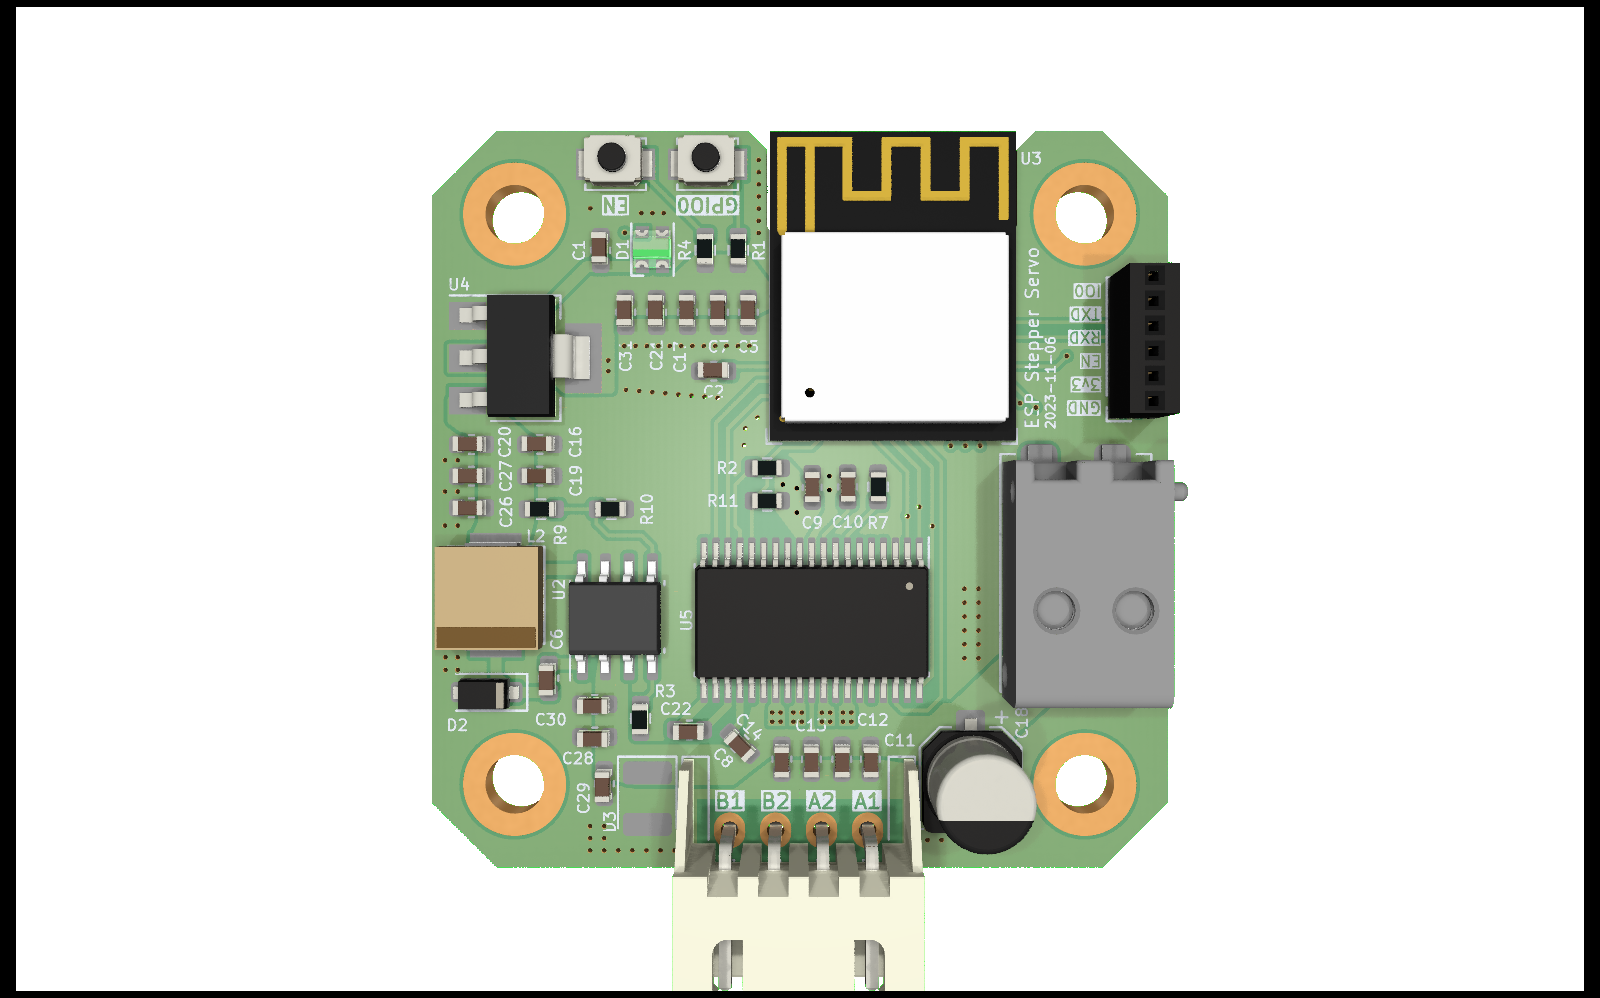 U3
EN
GPIO0
C1
D1
R4
R1
U4
ESP Stepper Servo
2023-11-06
IO0
TXD
RXD
EN
3v3
GND
C21
C17
C7
C5
C2
C20
C16
C27
C19
C26
R10
R9
L2
R2
R11
C9
C10
R7
U2
U5
C6
D2
R3
C22
C30
C28
C29
D3
C14
C8
C13
C12
C11
C18
+
B1
B2
A2
A1